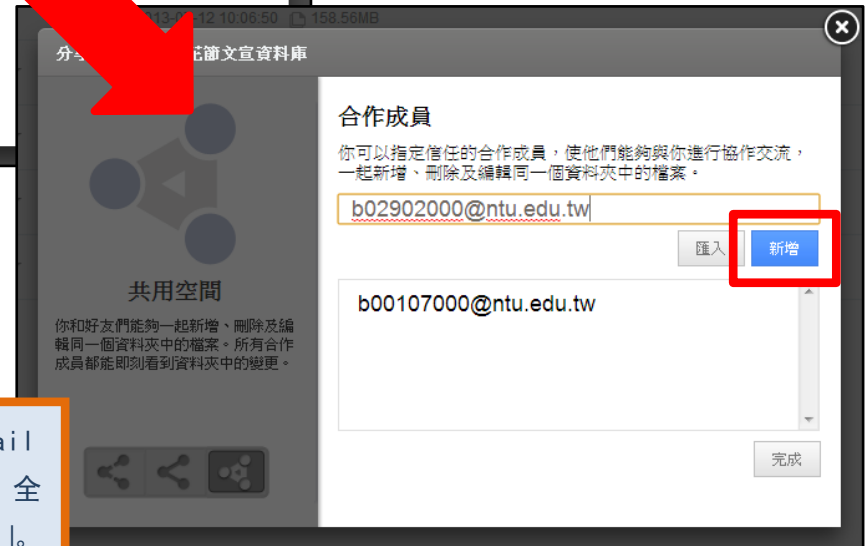 12 10:06:50 158.56MB
花節文宣資料庫
合作成員
你可以指定信任的合作成員，使他們能夠與你進行協作交流，
一起新增、刪除及編輯同一個資料夾中的檔案。
b02902000@ntu.edu.tw
匯入
新增
b00107000@ntu.edu.tw
完成
共用空間
你和好友們能夠一起新增、刪除及編
輯同一個資料夾中的檔案。所有合作
成員都能即刻看到資料夾中的變更。
ail
全